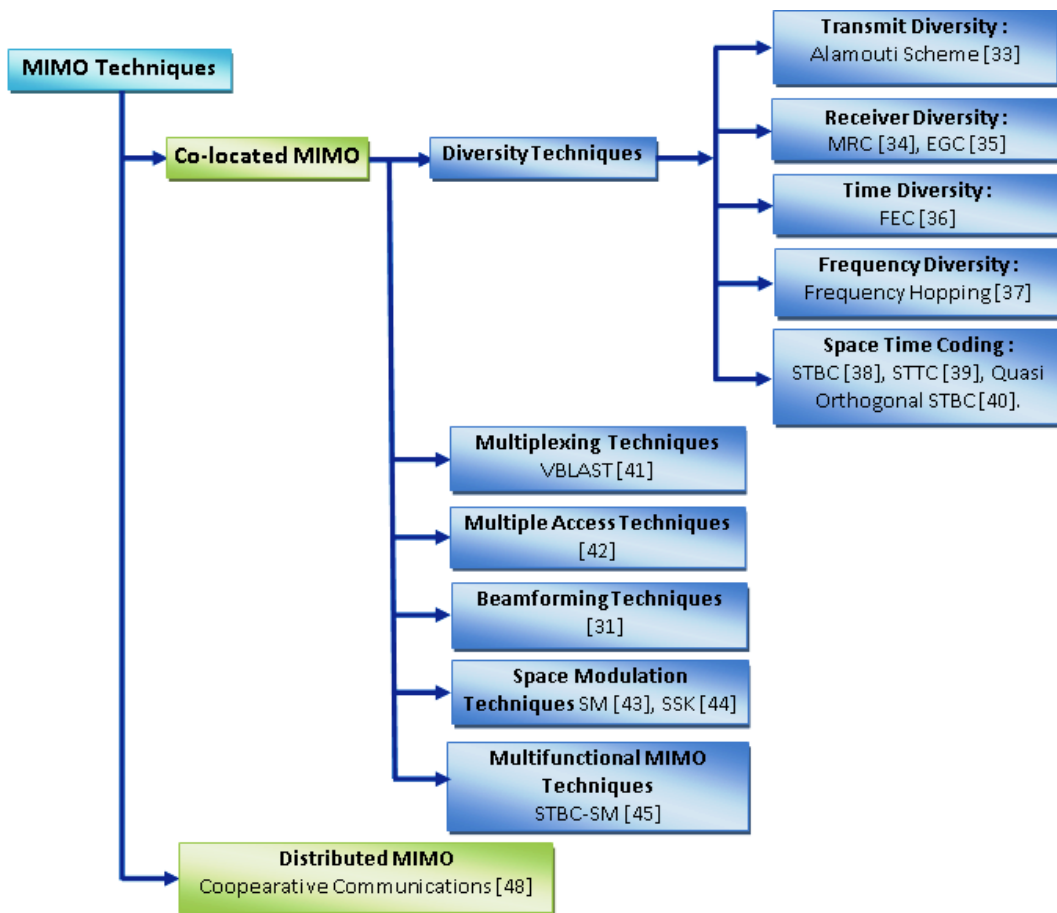 MIMO Techniques
Co-located MIMO
Diversity Techniques
Transmit Diversity :
Alamouti Scheme [33]
Receiver Diversity:
MRC [34], EGC [35]
Time Diversity :
FEC [36]
Frequency Diversity :
Frequency Hopping [37]
Space Time Coding :
STBC [38], STTC [39], Quasi
Orthogonal STBC [40].
Multiplexing Techniques
VBLAST [41]
Multiple Access Techniques
[42]
Beamforming Techniques
[31]
Space Modulation
Techniques SM [43], SSK [44]
Multifunctional MIMO
Techniques
STBC-SM [45]
Distributed MIMO
Coopearative Communications [48]